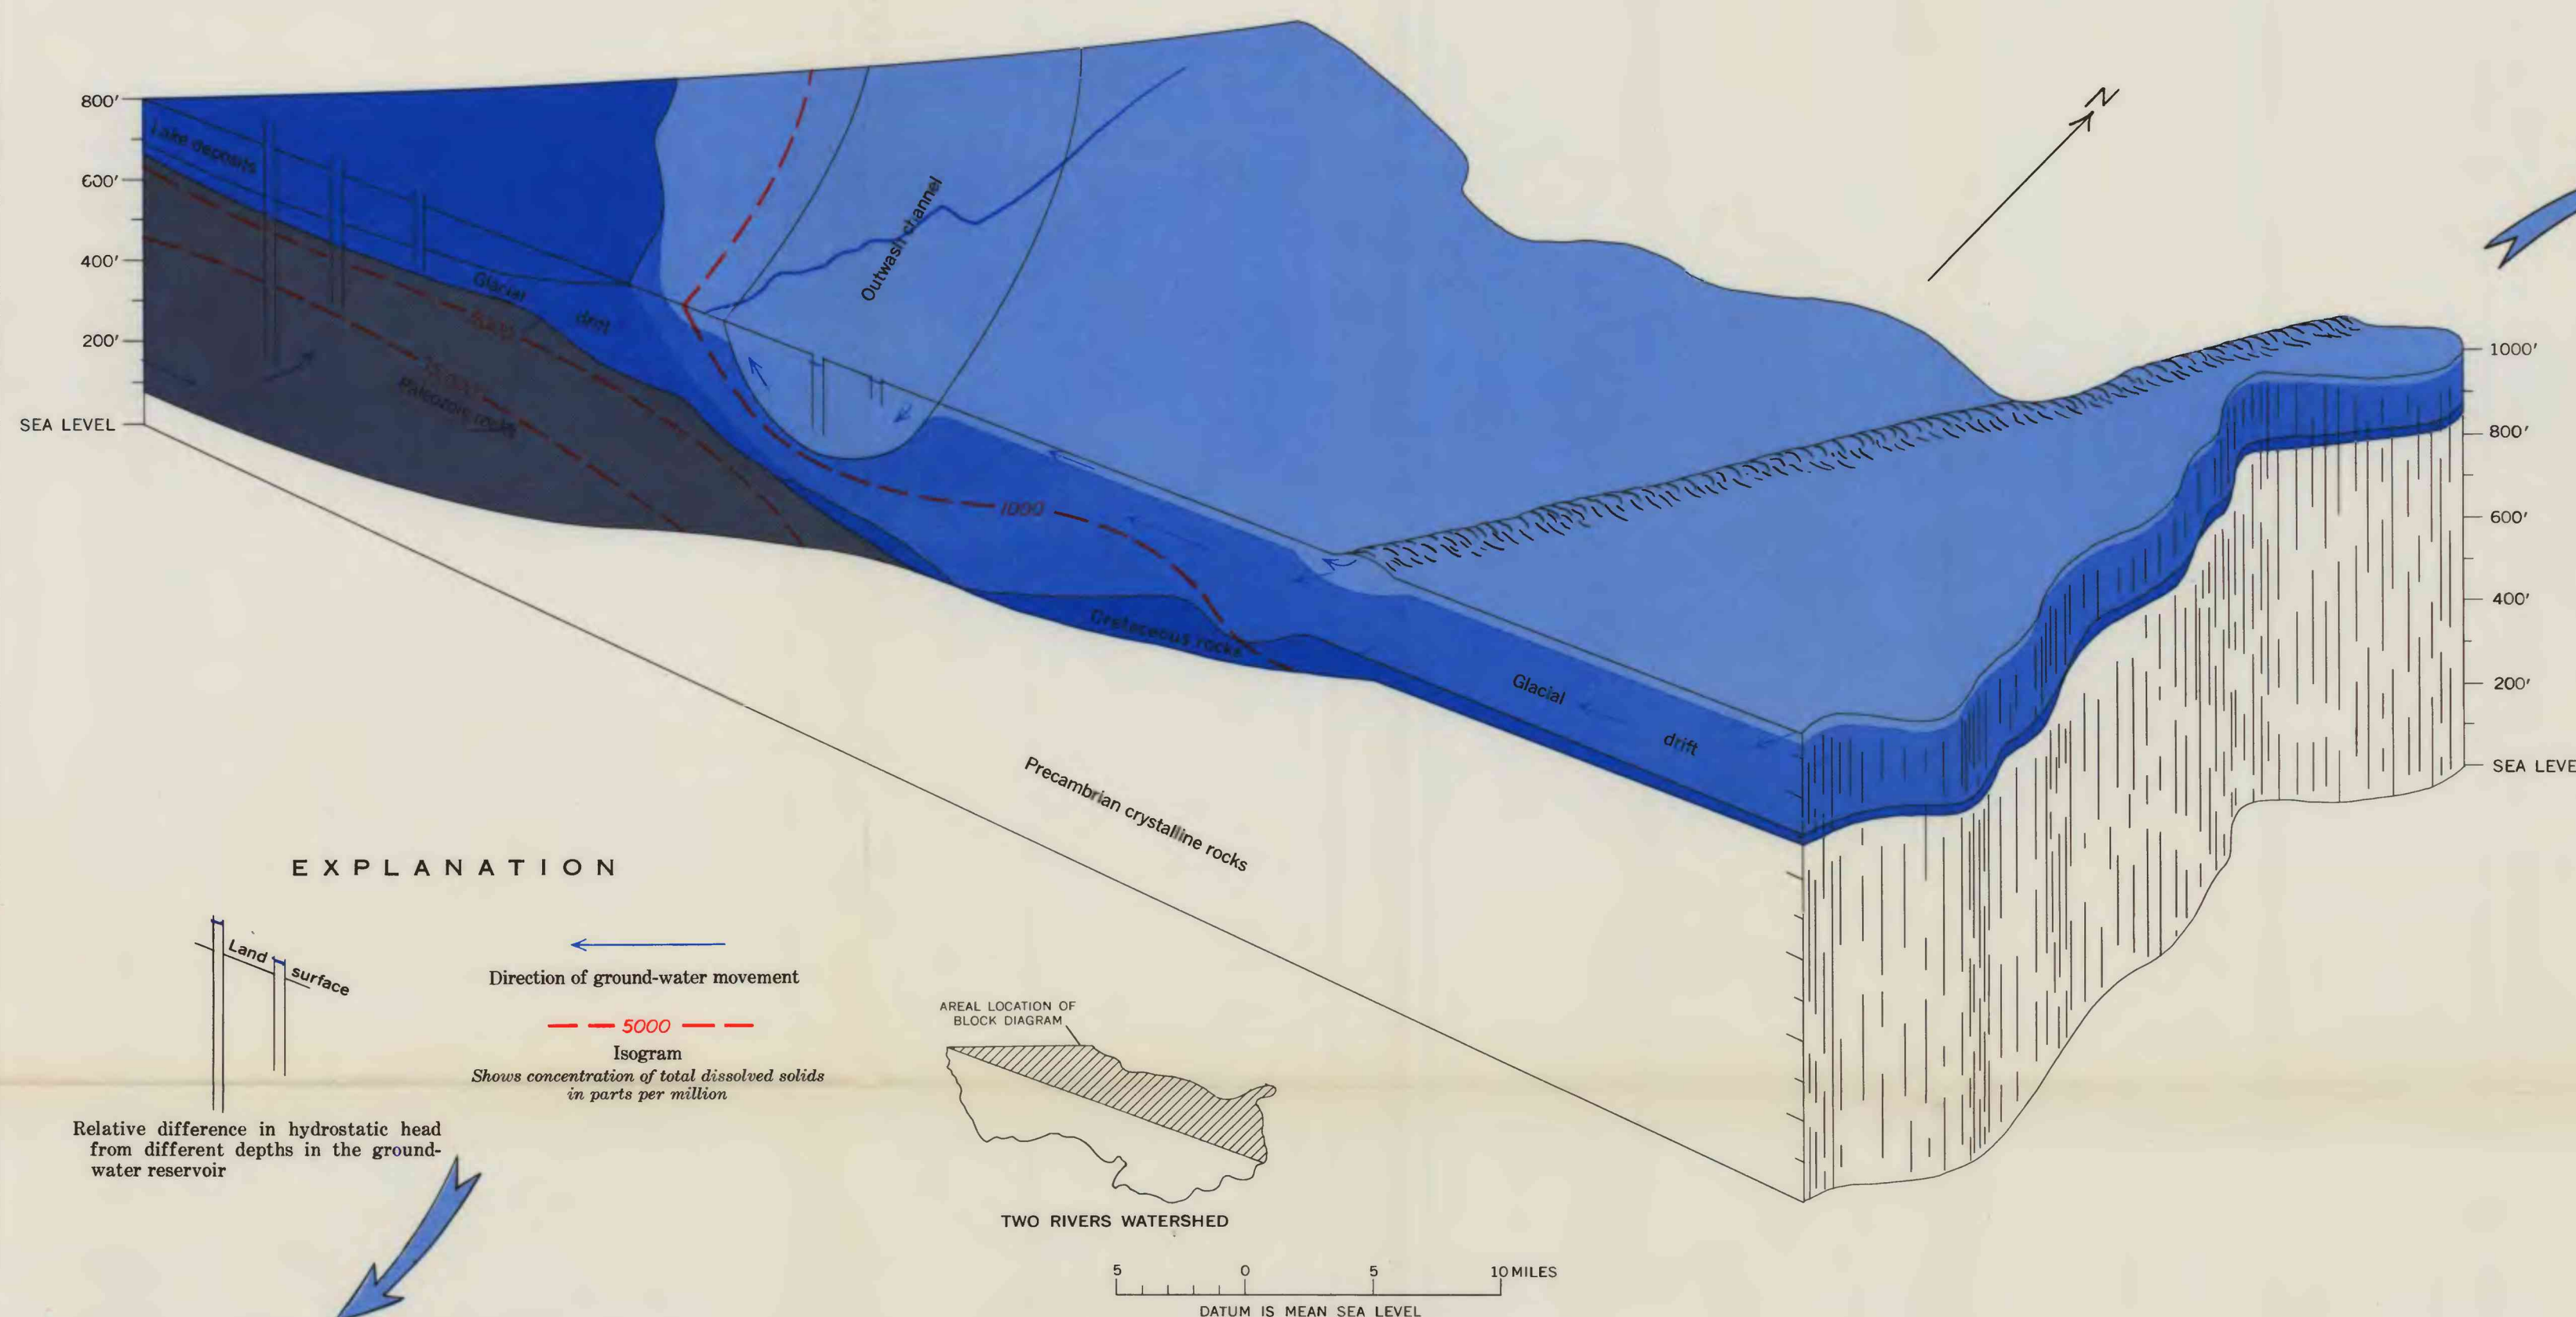 800'
600'
400'
200'
SEA LEVEL
Lake deposits
Glacial
drift
5000
Paleozoic rocks
Outwash channel
1000
Cretaceous rocks
Glacial
drift
Precambrian crystalline rocks
N
1000'
800'
600'
400'
200'
SEA LEVE
EXPLANATION
Land surface
Relative difference in hydrostatic head
from different depths in the ground-
water reservoir
Direction of ground-water movement
5000
Isogram
Shows concentration of total dissolved solids
in parts per million
AREAL LOCATION OF
BLOCK DIAGRAM
TWO RIVERS WATERSHED
5 0 5 10 MILES
DATUM IS MEAN SEA LEVEL